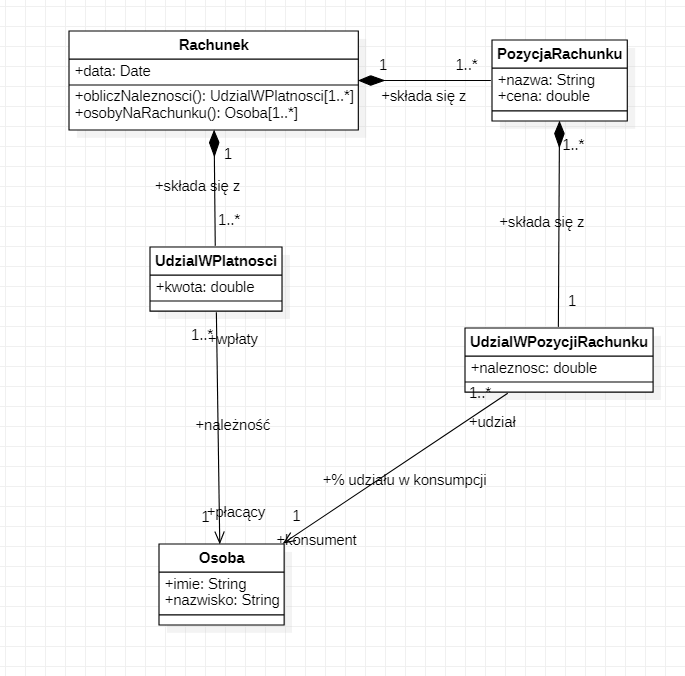 Rachunek
+data: Date
+obliczNaleznosci(): UdzialWPlatnosci[1..*]
+osobyNaRachunku(): Osoba[1..*]
1
1..*
+składa się z
PozycjaRachunku
+nazwa: String
+cena: double
1
+składa się z
1..*
1..*
+składa się z
1
UdzialWPlatnosci
+kwota: double
UdzialWPozycjiRachunku
+naleznosc: double
1..*
+wpłaty
+należność
1
+płacący
1..*
+udział
+% udziału w konsumpcji
1
+konsument
Osoba
+imie: String
+nazwisko: String